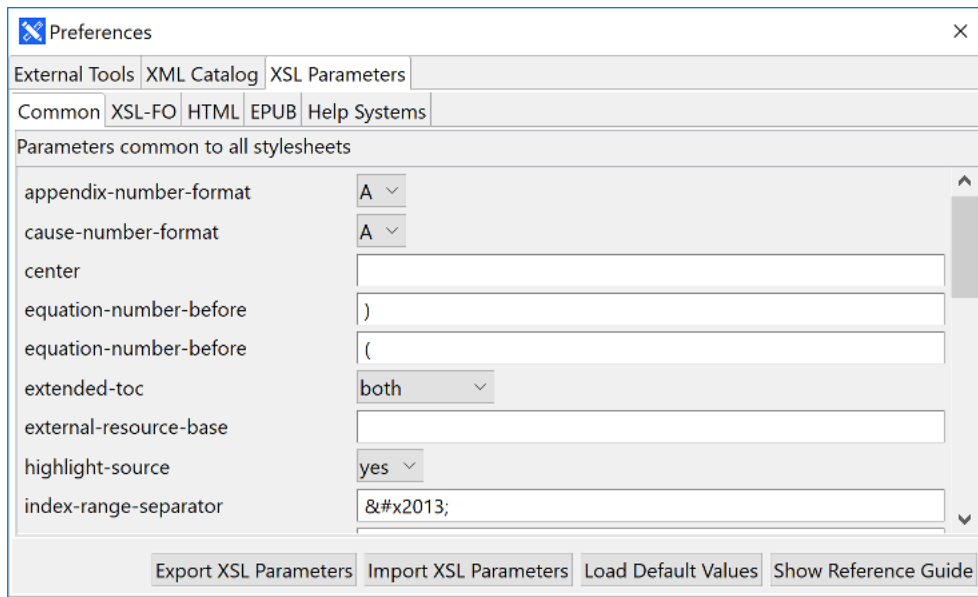 Preferences
External Tools XML Catalog XSL Parameters
Common XSL-FO HTML EPUB Help Systems
Parameters common to all stylesheets
appendix-number-format A
cause-number-format A
center
equation-number-before )
equation-number-before (
extended-toc both
external-resource-base
highlight-source yes
index-range-separator &#x2013;
Export XSL Parameters Import XSL Parameters Load Default Values Show Reference Guide